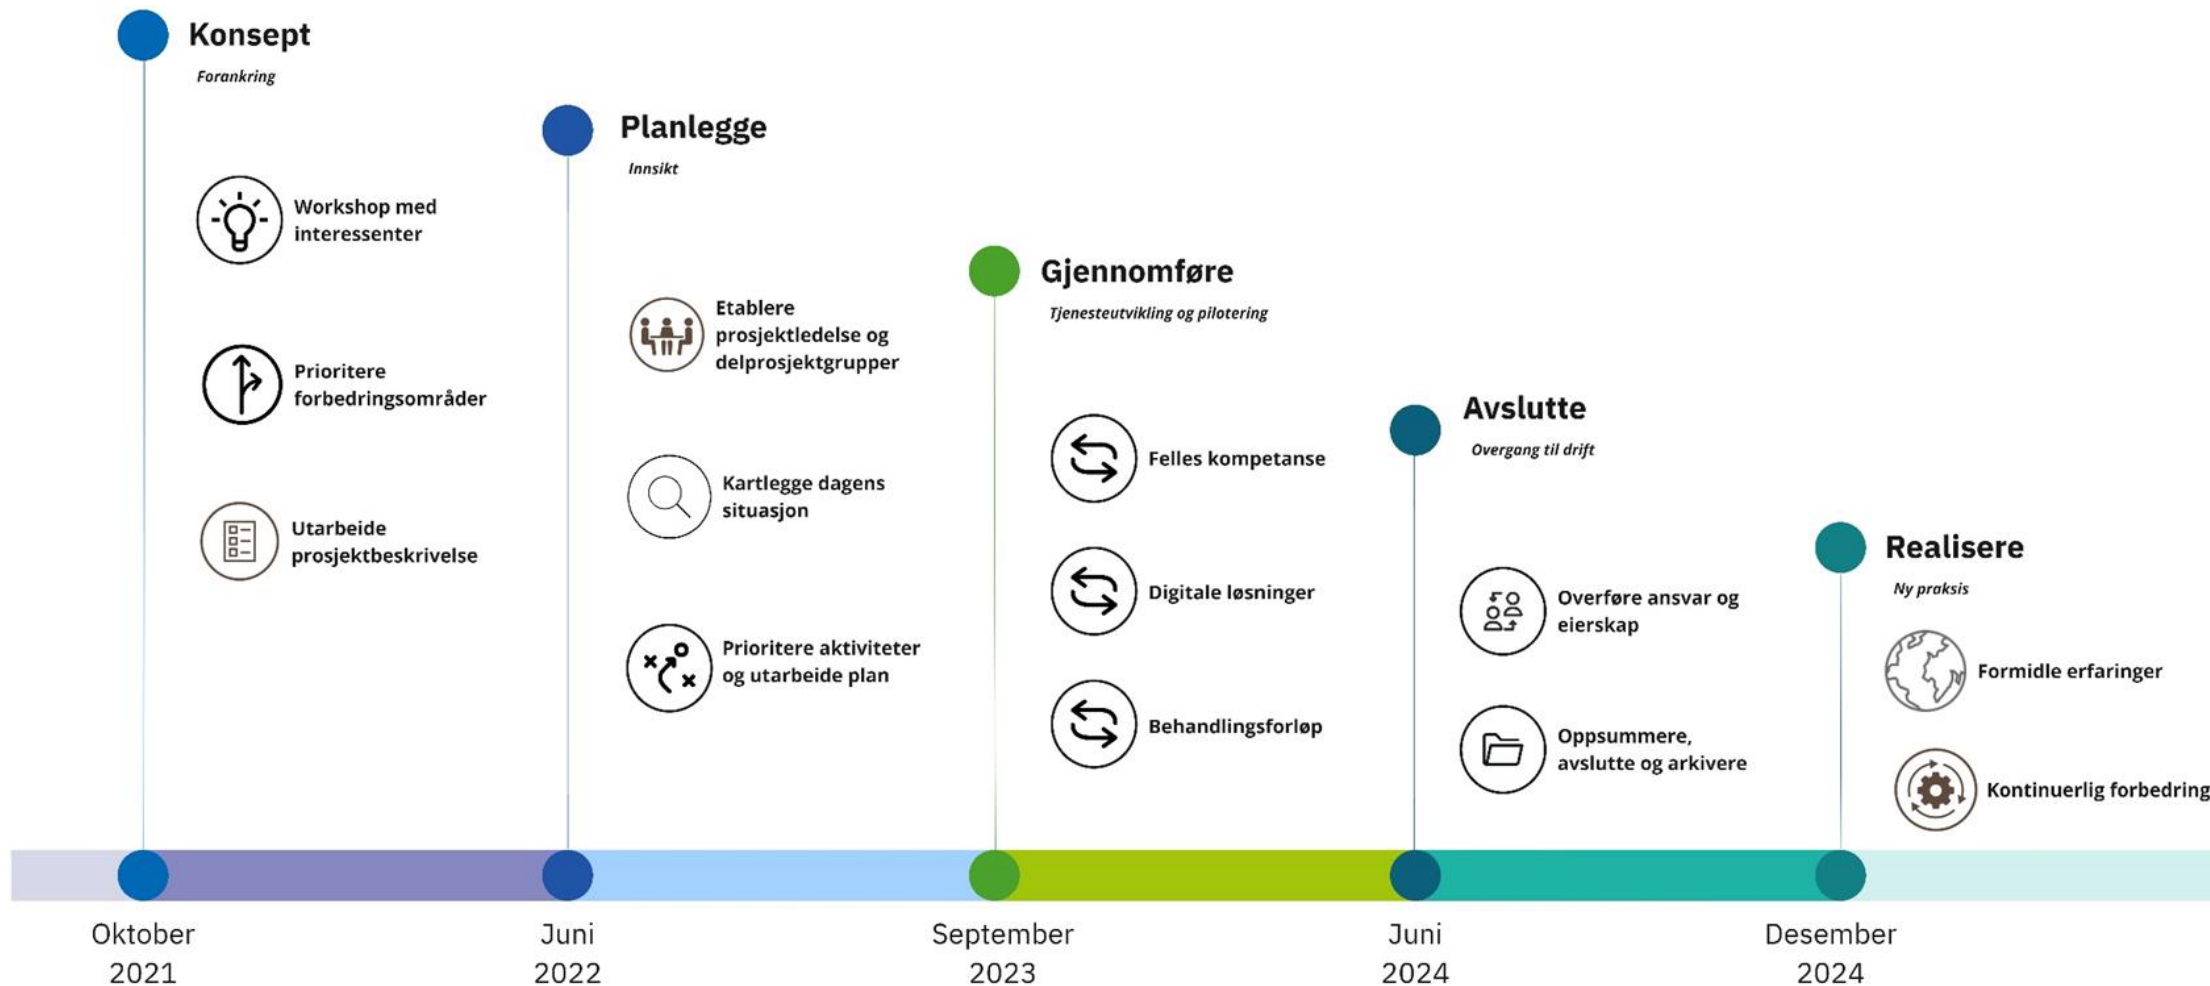 Konsept
Forankring
Workshop med
interessenter
Prioritere
forbedringsområder
Utarbeide
prosjektbeskrivelse
Planlegge
Innsikt
Etablere
prosjektledelse og
delprosjektgrupper
Kartlegge dagens
situasjon
Prioritere aktiviteter
og utarbeide plan
Gjennomføre
Tjenesteutvikling og pilotering
Felles kompetanse
Digitale løsninger
Behandlingsforløp
Avslutte
Overgang til drift
Overføre ansvar og
eierskap
Oppsummere,
avslutte og arkivere
Realisere
Ny praksis
Formidle erfaringer
Kontinuerlig forbedring
Oktober
2021
Juni
2022
September
2023
Juni
2024
Desember
2024